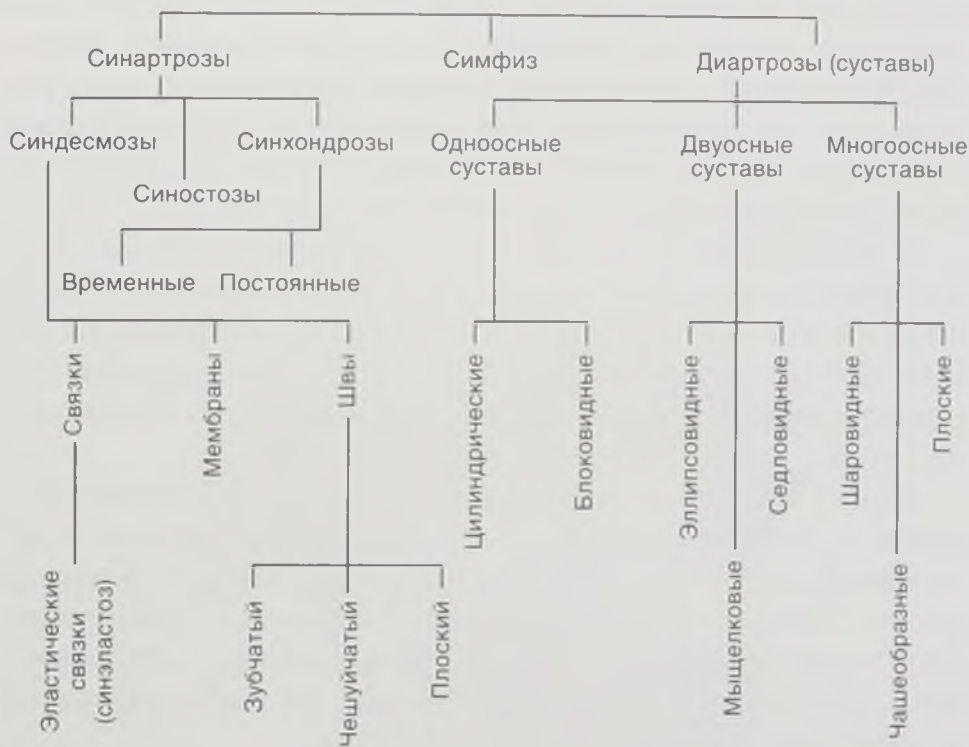 Синартрозы
Симфиз
Диартрозы (суставы)
Синдесмозы
Синхондрозы
Одноосные
суставы
Двуосные
суставы
Многоосные
суставы
Синостозы
Временные
Постоянные
Связки
Мембраны
Швы
Цилиндрические
Блоковидные
Эллипсовидные
Седловидные
Шаровидные
Плоские
Эластические
связки
(синэластоз)
Зубчатый
Чешуйчатый
Плоский
Мыщелковые
Чашеобразные